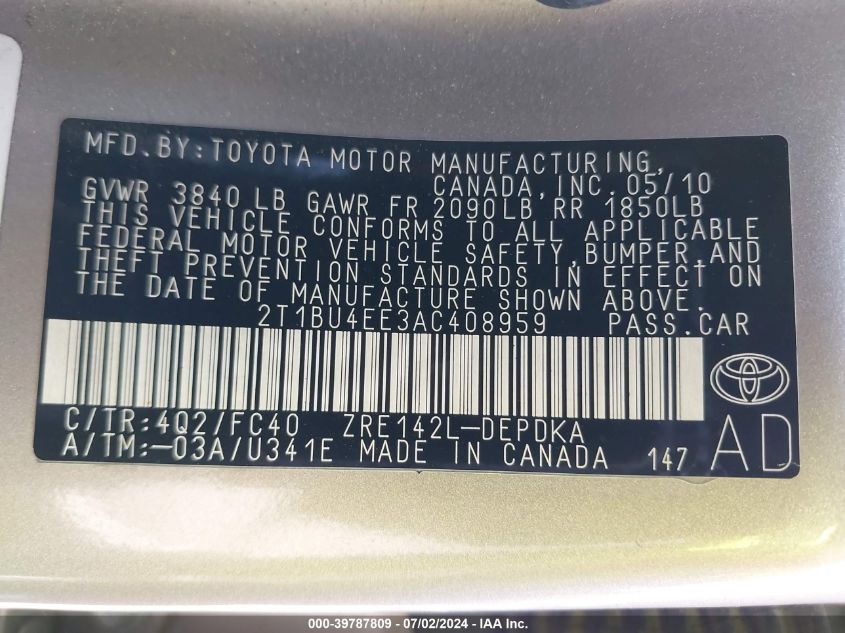 MFD.BY:TOYOTA MOTOR MANUFACTURING,
CANADA,INC. 05/10
GVWR 3840 LB GAWR FR 2090LB RR 1850LB
THIS VEHICLE CONFORMS TO ALL APPLICABLE
FEDERAL MOTOR VEHICLE SAFETY,BUMPER,AND
THEFT PREVENTION STANDARDS IN EFFECT ON
THE DATE OF MANUFACTURE SHOWN ABOVE.
2T1BU4EE3AC408959 PASS.CAR
C/TR:4Q2/FC40 ZRE142L-DEPDKA
A/TM:-03A/U341E MADE IN CANADA 147 AD
000-39787809 - 07/02/2024 - IAA Inc.